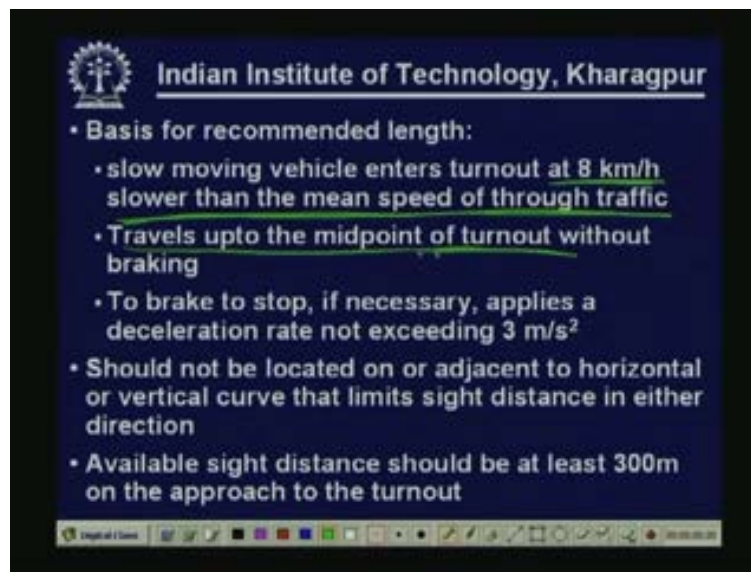 Indian Institute of Technology, Kharagpur
• Basis for recommended length:
• slow moving vehicle enters turnout at 8 km/h
slower than the mean speed of through traffic
• Travels upto the midpoint of turnout without
braking
• To brake to stop, if necessary, applies a
deceleration rate not exceeding 3 m/s²
• Should not be located on or adjacent to horizontal
or vertical curve that limits sight distance in either
direction
• Available sight distance should be at least 300m
on the approach to the turnout